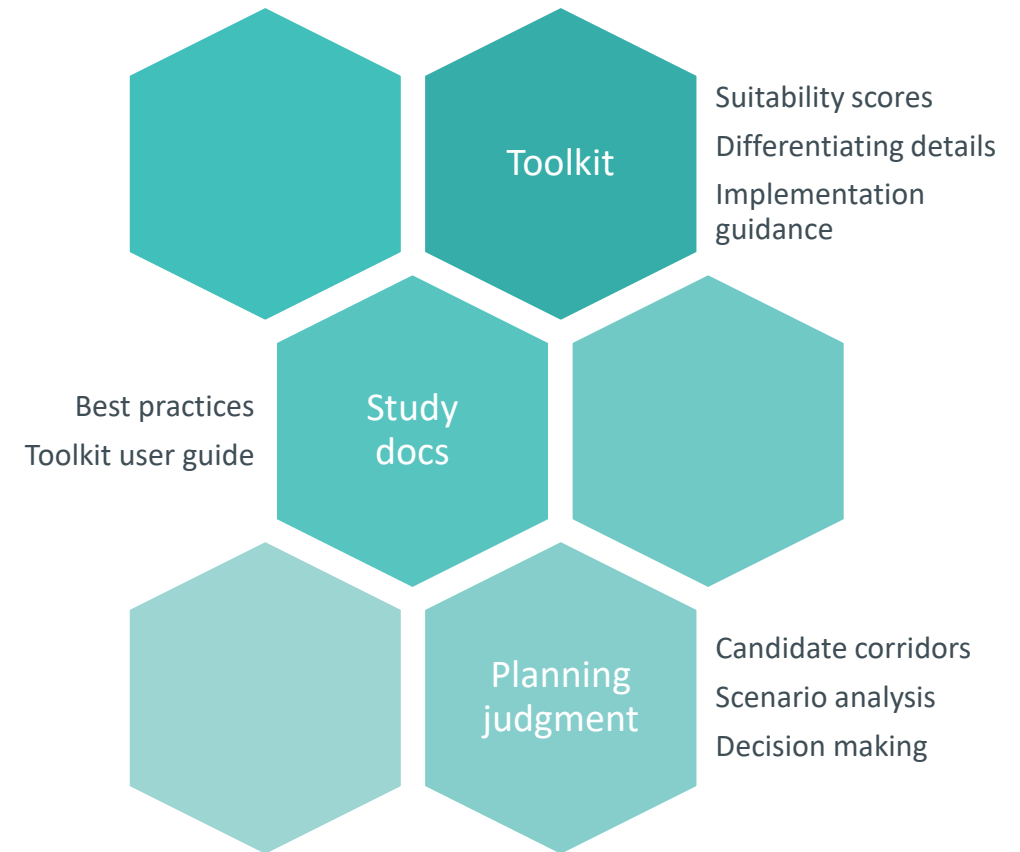 Toolkit
Suitability scores
Differentiating details
Implementation
guidance
Best practices
Toolkit user guide
Study
docs
Planning
judgment
Candidate corridors
Scenario analysis
Decision making